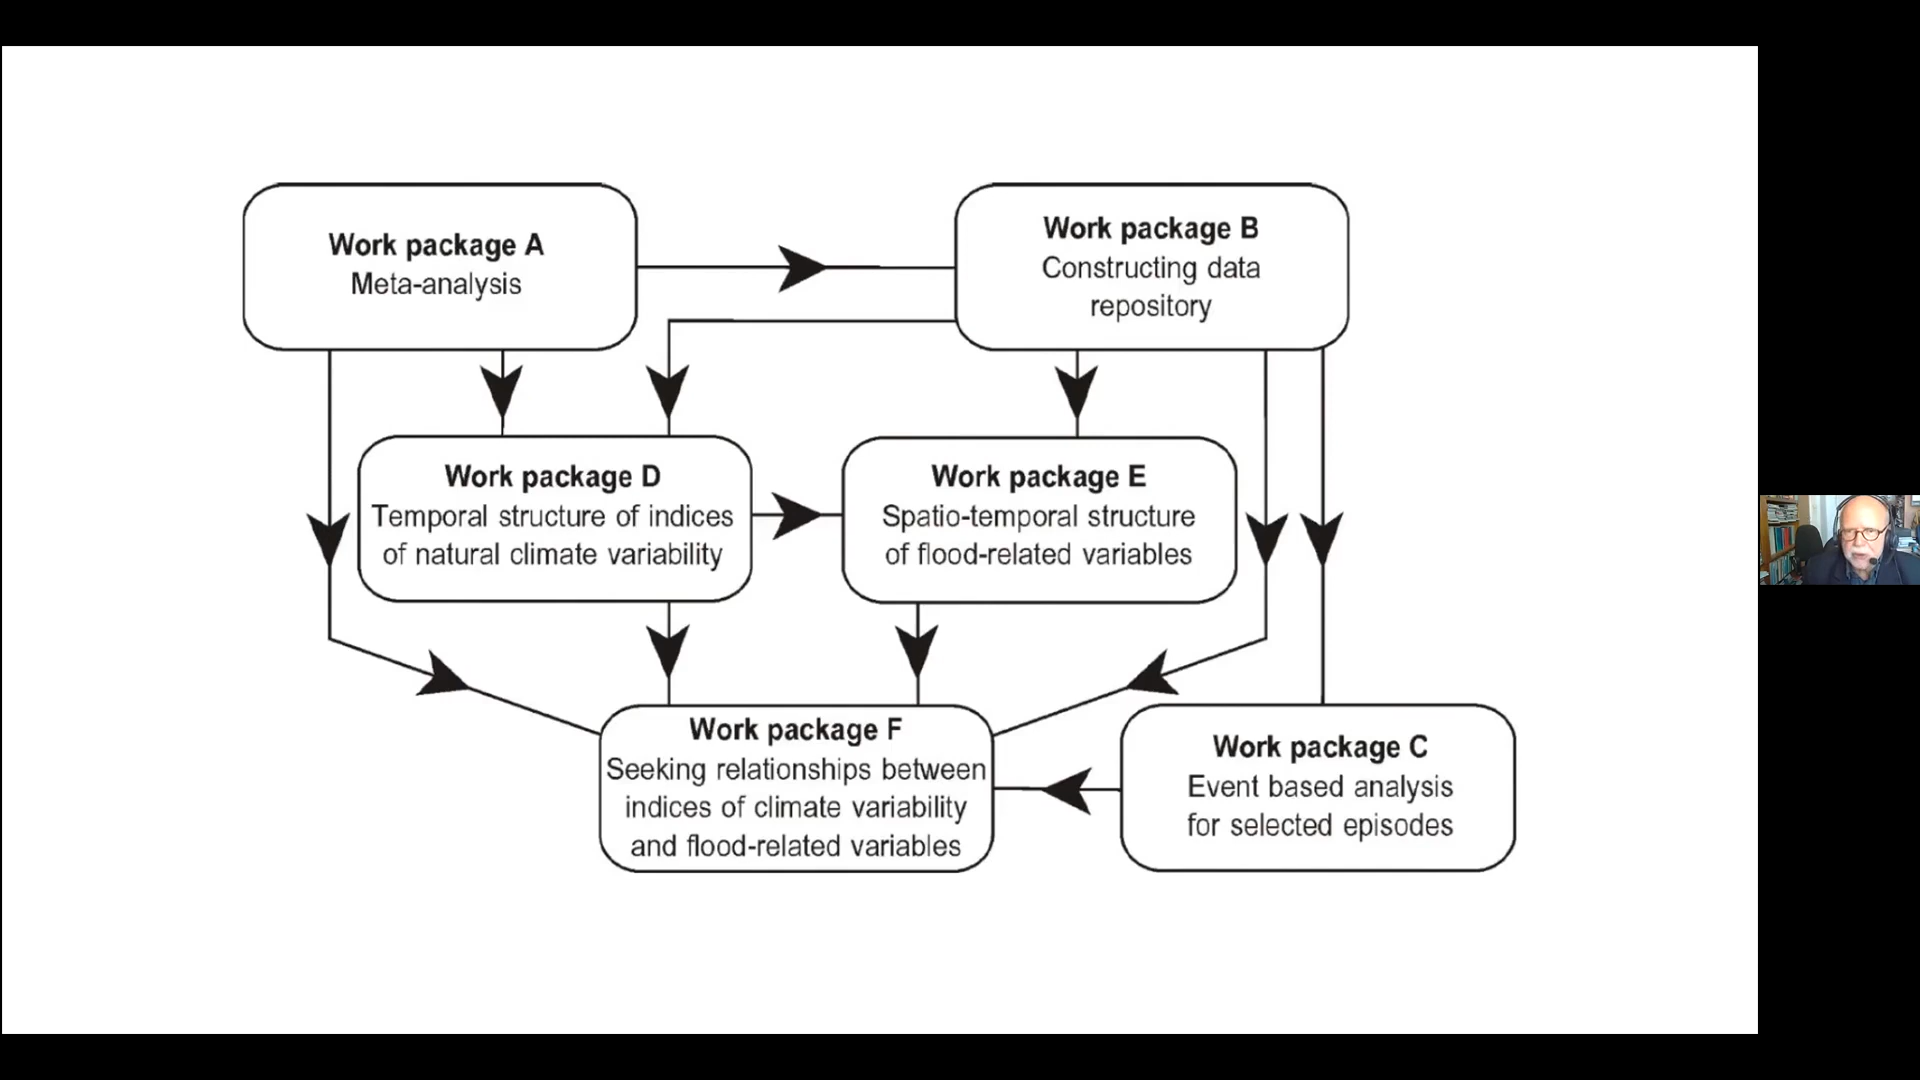 Work package A
Meta-analysis
Work package B
Constructing data
repository
Work package D
Temporal structure of indices
of natural climate variability
Work package E
Spatio-temporal structure
of flood-related variables
Work package F
Seeking relationships between
indices of climate variability
and flood-related variables
Work package C
Event based analysis
for selected episodes